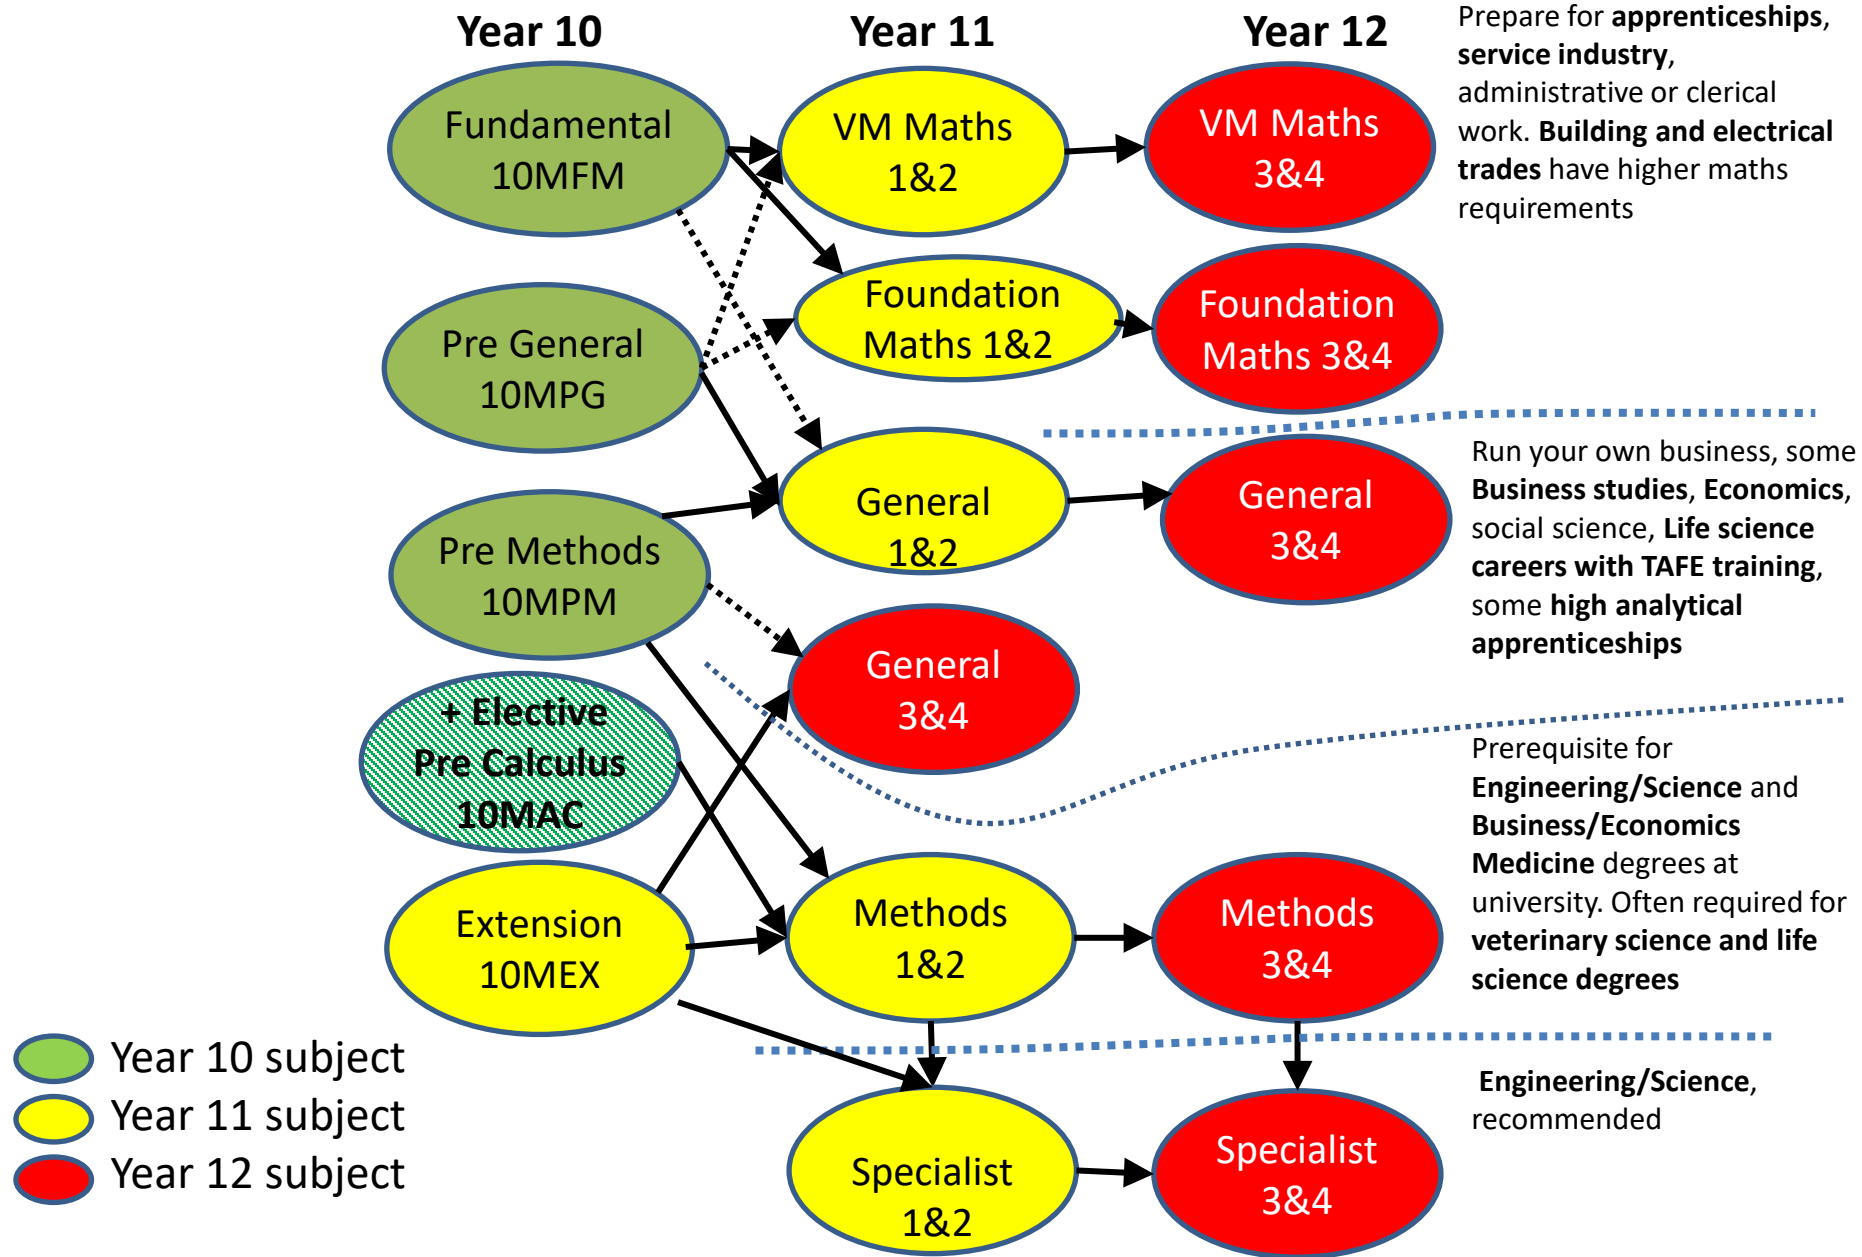 Year 10
Year 11
Year 12
Fundamental
10MFM
VM Maths
1&2
VM Maths
3&4
Prepare for apprenticeships,
service industry,
administrative or clerical
work. Building and electrical
trades have higher maths
requirements
Pre General
10MPG
Foundation
Maths 1&2
Foundation
Maths 3&4
Pre Methods
10MPM
General
1&2
General
3&4
Run your own business, some
Business studies, Economics,
social science, Life science
careers with TAFE training,
some high analytical
apprenticeships
General
3&4
+ Elective
Pre Calculus
10MAC
Extension
10MEX
Methods
1&2
Methods
3&4
Prerequisite for
Engineering/Science and
Business/Economics
Medicine degrees at
university. Often required for
veterinary science and life
science degrees
Specialist
1&2
Specialist
3&4
Engineering/Science,
recommended
Year 10 subject
Year 11 subject
Year 12 subject